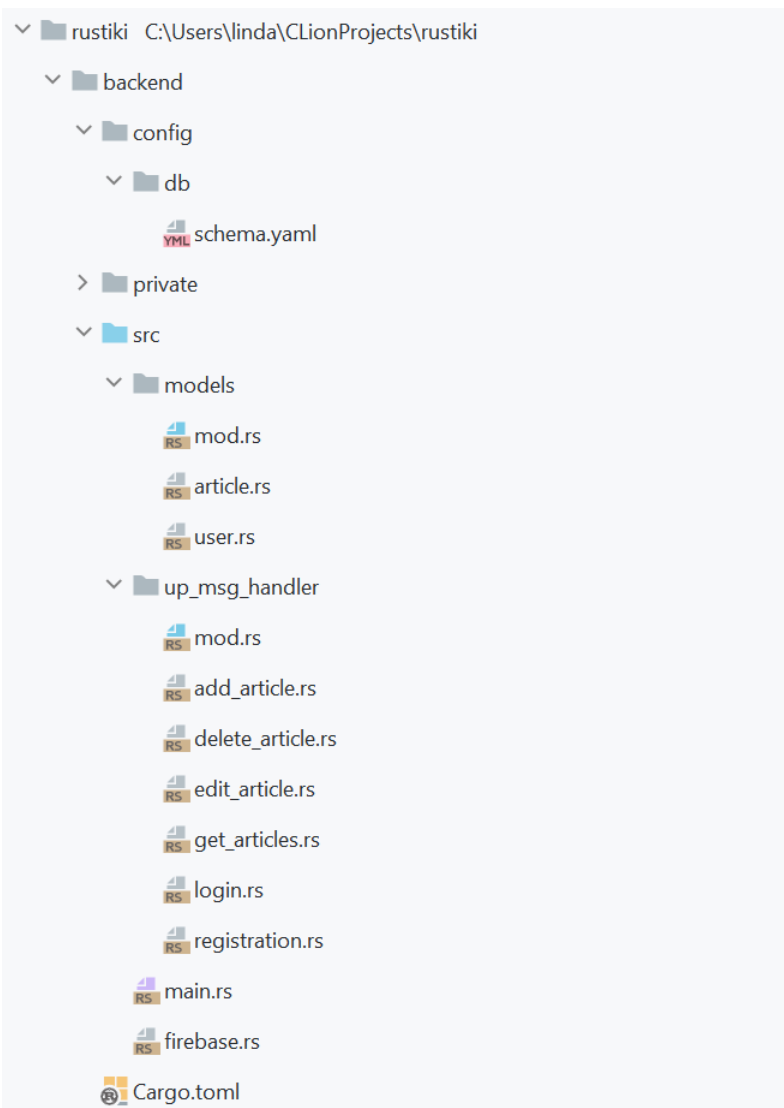 rustiki C:\Users\linda\CLionProjects\rustiki
backend
config
db
YML schema.yaml
private
src
models
RS mod.rs
RS article.rs
RS user.rs
up_msg_handler
RS mod.rs
RS add_article.rs
RS delete_article.rs
RS edit_article.rs
RS get_articles.rs
RS login.rs
RS registration.rs
RS main.rs
RS firebase.rs
R Cargo.toml